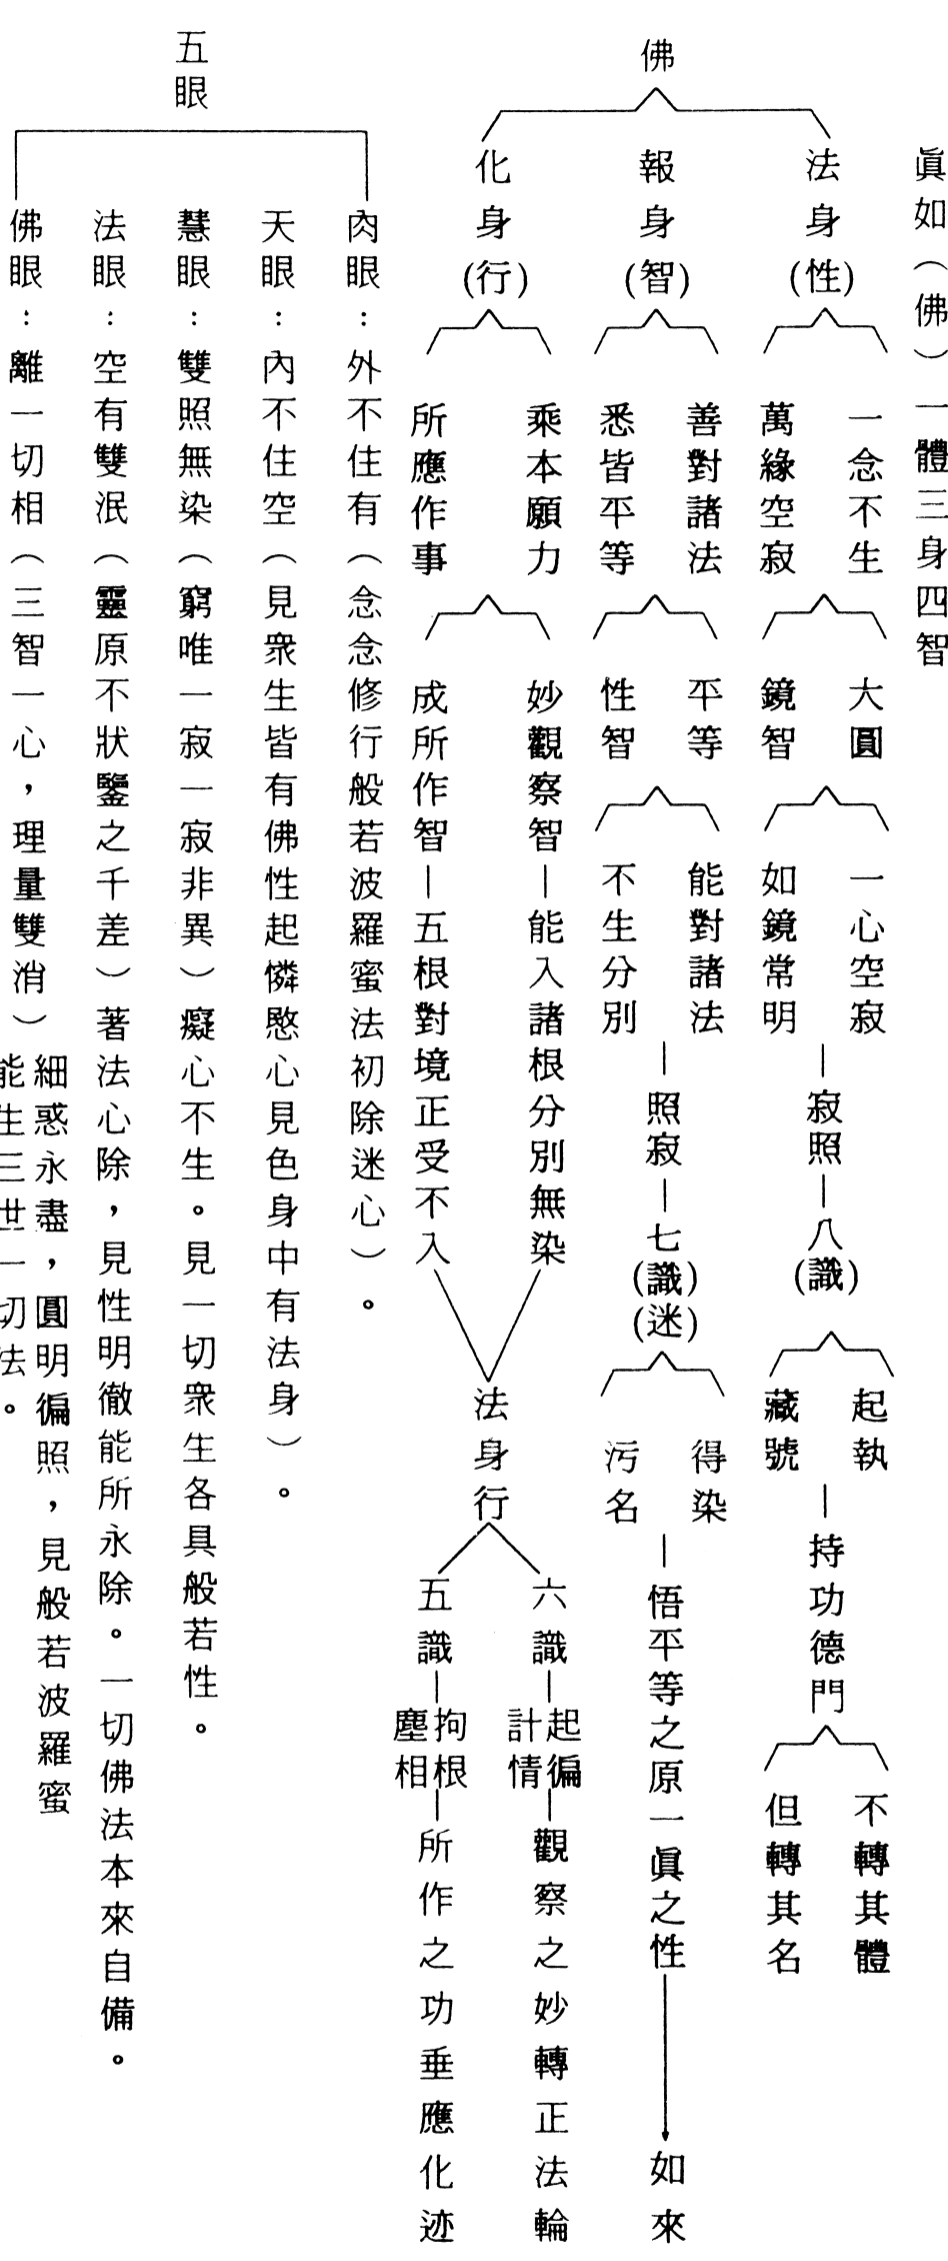 眞如（佛）一體三身四智
佛
法身(性)
一念不生
萬緣空寂
大圓
鏡智
一心空寂
如鏡常明
寂照
八(識)
起執
藏號
持功德門
不轉其體
但轉其名
報身(智)
善對諸法
悉皆平等
平等
性智
能對諸法
不生分別
照寂
七(識)(迷)
得染
污名
悟平等之原一眞之性
如來
化身(行)
乘本願力
所應作事
妙觀察智—能入諸根分別無染
成所作智—五根對境正受不入
法身行
六識
起徧
計情
觀察之妙轉正法輪
五識
拘根
塵相
所作之功垂應化迹
五眼
肉眼：外不住有（念念修行般若波羅蜜法初除迷心）。
天眼：內不住空（見衆生皆有佛性起憐愍心見色身中有法身）。
慧眼：雙照無染（窮唯一寂一寂非異）癡心不生。見一切衆生各具般若性。
法眼：空有雙泯（靈原不狀鑒之千差）著法心除，見性明徹能所永除。一切佛法本來自備。
佛眼：離一切相（三智一心，理量雙消）
細惑永盡，圓明徧照，見般若波羅蜜
能生三世一切法。